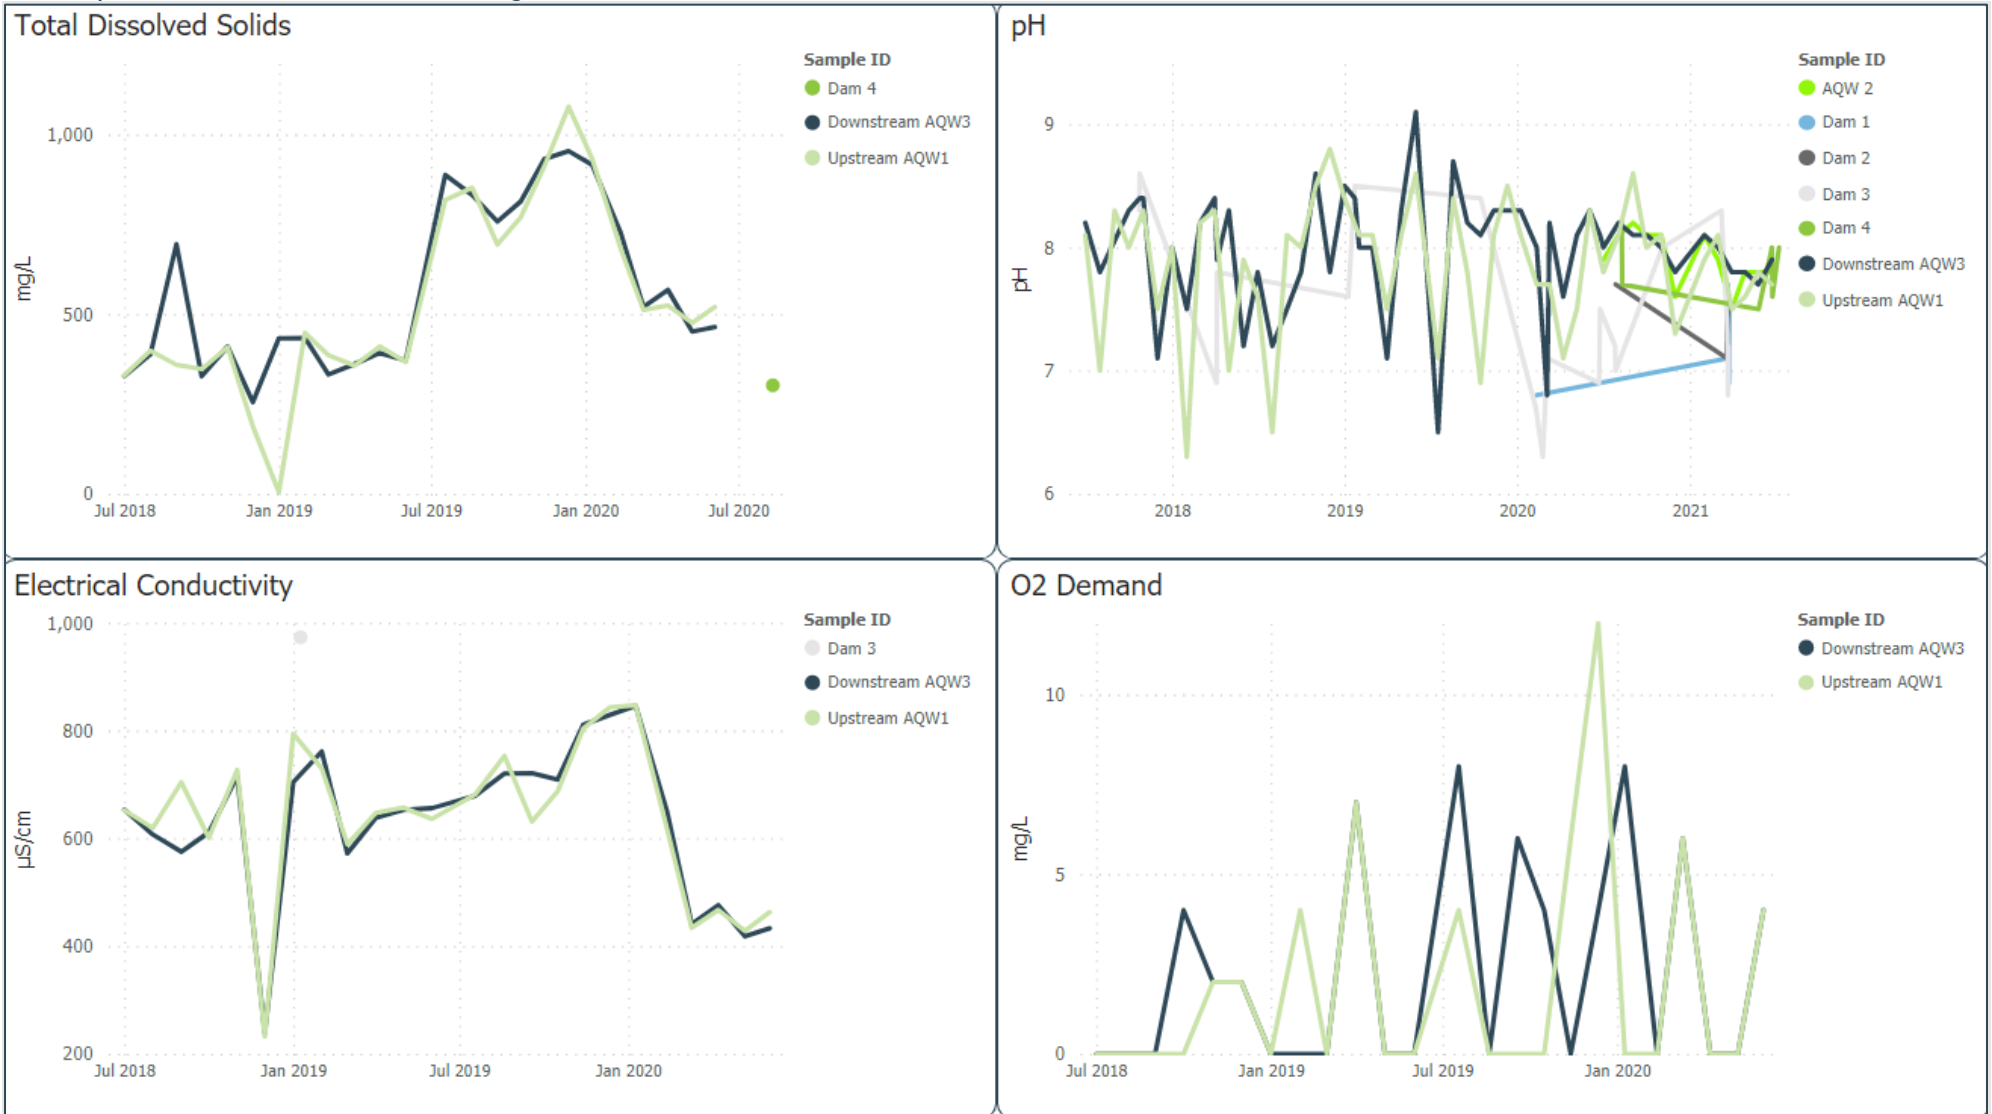 Total Dissolved Solids
Sample ID
Dam 4
Downstream AQW3
Upstream AQW1
mg/L
1,000
500
0
Jul 2018
Jan 2019
Jul 2019
Jan 2020
Jul 2020
pH
Sample ID
AQW 2
Dam 1
Dam 2
Dam 3
Dam 4
Downstream AQW3
Upstream AQW1
pH
9
8
7
6
2018
2019
2020
2021
Electrical Conductivity
Sample ID
Dam 3
Downstream AQW3
Upstream AQW1
µS/cm
1,000
800
600
400
200
Jul 2018
Jan 2019
Jul 2019
Jan 2020
O2 Demand
Sample ID
Downstream AQW3
Upstream AQW1
mg/L
10
5
0
Jul 2018
Jan 2019
Jul 2019
Jan 2020